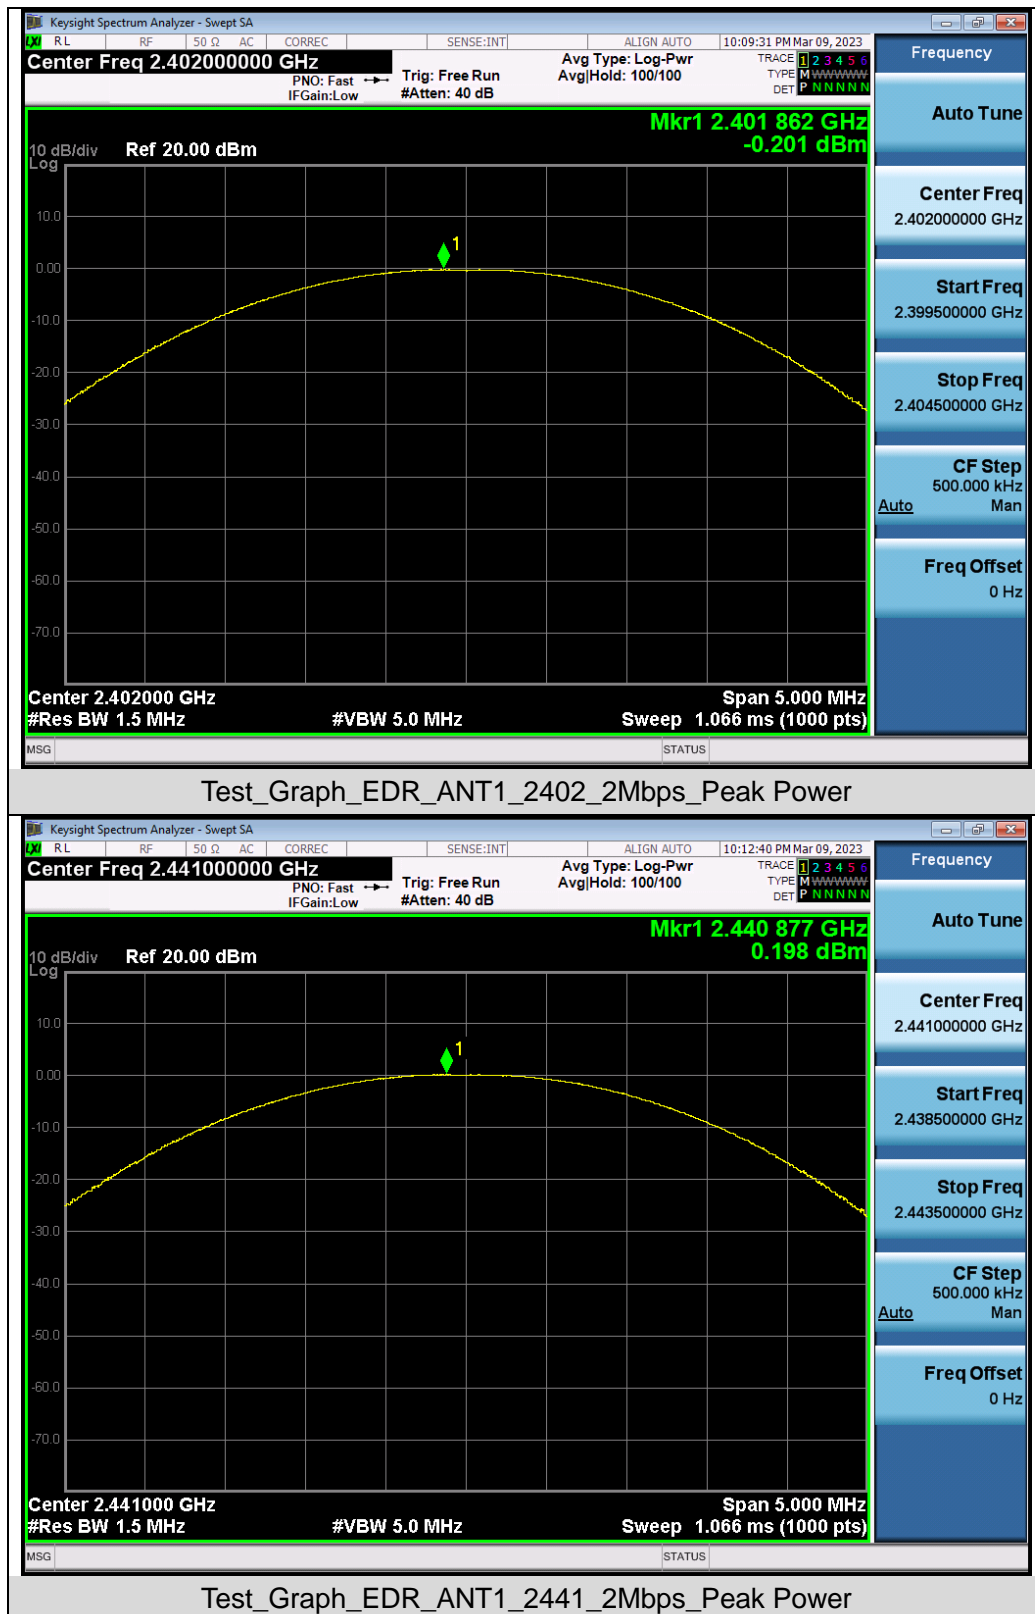 Keysight Spectrum Analyzer - Swept SA
LXI RL RF 50 Ω AC CORREC SENSE:INT ALIGN AUTO 10:09:31 PM Mar 09, 2023
Center Freq 2.402000000 GHz
PNO: Fast
IFGain:Low
Trig: Free Run
#Atten: 40 dB
Avg Type: Log-Pwr
Avg|Hold: 100/100
TRACE 1 2 3 4 5 6
TYPE M WWWWW
DET P N N N N N
Mkr1 2.401 862 GHz
-0.201 dBm
10 dB/div Ref 20.00 dBm
Log
10.0
1
0.00
-10.0
-20.0
-30.0
-40.0
-50.0
-60.0
-70.0
Center 2.402000 GHz Span 5.000 MHz
#Res BW 1.5 MHz #VBW 5.0 MHz Sweep 1.066 ms (1000 pts)
MSG STATUS
Frequency
Auto Tune
Center Freq
2.402000000 GHz
Start Freq
2.399500000 GHz
Stop Freq
2.404500000 GHz
CF Step
500.000 kHz
Auto Man
Freq Offset
0 Hz
Test_Graph_EDR_ANT1_2402_2Mbps_Peak Power
Keysight Spectrum Analyzer - Swept SA
LXI RL RF 50 Ω AC CORREC SENSE:INT ALIGN AUTO 10:12:40 PM Mar 09, 2023
Center Freq 2.441000000 GHz
PNO: Fast
IFGain:Low
Trig: Free Run
#Atten: 40 dB
Avg Type: Log-Pwr
Avg|Hold: 100/100
TRACE 1 2 3 4 5 6
TYPE M WWWWW
DET P N N N N N
Mkr1 2.440 877 GHz
0.198 dBm
10 dB/div Ref 20.00 dBm
Log
10.0
1
0.00
-10.0
-20.0
-30.0
-40.0
-50.0
-60.0
-70.0
Center 2.441000 GHz Span 5.000 MHz
#Res BW 1.5 MHz #VBW 5.0 MHz Sweep 1.066 ms (1000 pts)
MSG STATUS
Frequency
Auto Tune
Center Freq
2.441000000 GHz
Start Freq
2.438500000 GHz
Stop Freq
2.443500000 GHz
CF Step
500.000 kHz
Auto Man
Freq Offset
0 Hz
Test_Graph_EDR_ANT1_2441_2Mbps_Peak Power